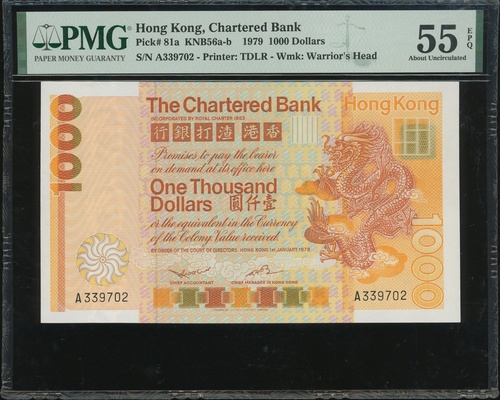 PMG
PAPER MONEY GUARANTY
Hong Kong, Chartered Bank
Pick# 81a KNB56a-b 1979 1000 Dollars
S/N A339702 - Printer: TDLR - Wmk: Warrior's Head
55 EPQ
About Uncirculated
1000
The Chartered Bank
INCORPORATED BY ROYAL CHARTER 1853
行銀打渣港香
Promises to pay the bearer
on demand at its office here
One Thousand
Dollars 圓仟壹
or the equivalent in the Currency
of the Colony, Value received
BY ORDER OF THE COURT OF DIRECTORS, HONG KONG 1st JANUARY 1979
CHIEF ACCOUNTANT
CHIEF MANAGER IN HONG KONG
Hong Kong
1000
A339702
A339702